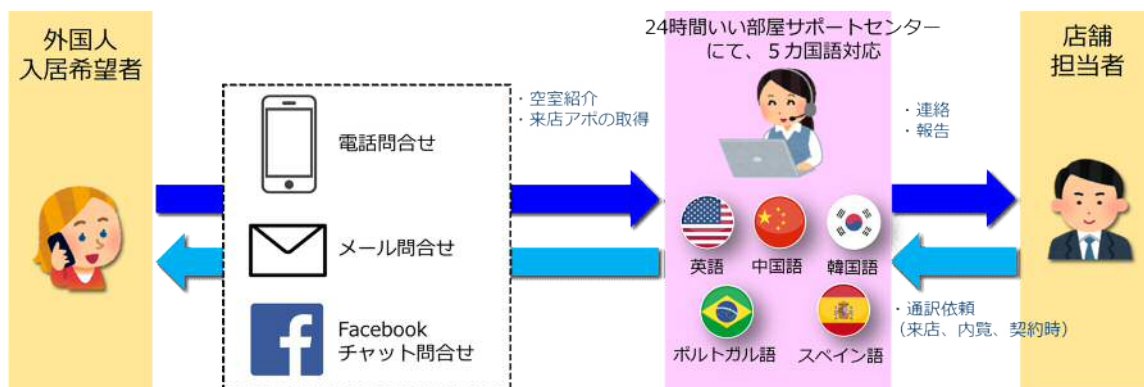 外国人
入居希望者
電話問合せ
メール問合せ
Facebook
チャット問合せ
・空室紹介
・来店アポの取得
24時間いい部屋サポートセンター
にて、５カ国語対応
英語
中国語
韓国語
ポルトガル語
スペイン語
・連絡
・報告
・通訳依頼
（来店、内覧、契約時）
店舗
担当者